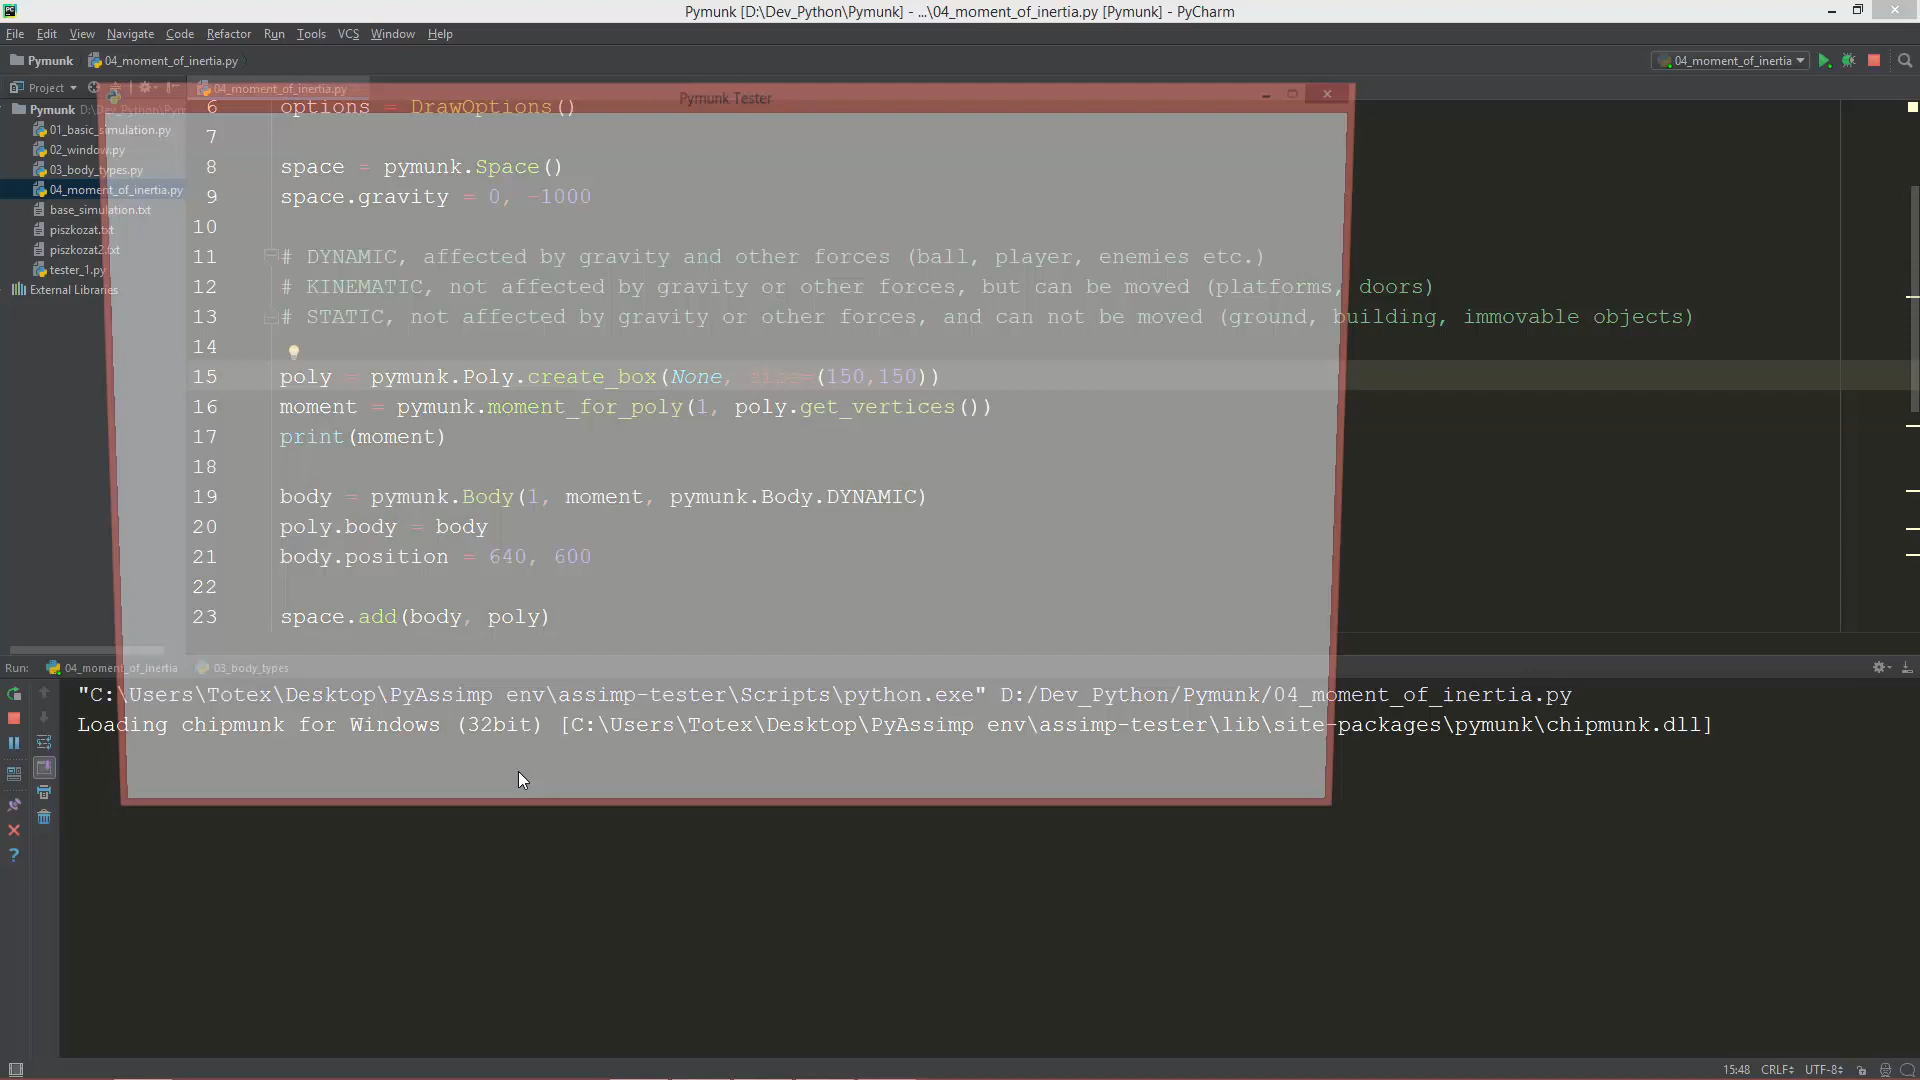 Pymunk [D:\Dev_Python\Pymunk] - ...\04_moment_of_inertia.py [Pymunk] - PyCharm
File Edit View Navigate Code Refactor Run Tools VCS Window Help
Pymunk 04_moment_of_inertia.py
04_moment_of_inertia
Project
04_moment_of_inertia.py
Pymunk Tester
Pymunk D:\Dev_Python\Pym
01_basic_simulation.py
02_window.py
03_body_types.py
04_moment_of_inertia.py
base_simulation.txt
piszkozat.txt
piszkozat2.txt
tester_1.py
External Libraries
6 options = DrawOptions()
7
8 space = pymunk.Space()
9 space.gravity = 0, -1000
10
11 # DYNAMIC, affected by gravity and other forces (ball, player, enemies etc.)
12 # KINEMATIC, not affected by gravity or other forces, but can be moved (platforms, doors)
13 # STATIC, not affected by gravity or other forces, and can not be moved (ground, building, immovable objects)
14
15 poly = pymunk.Poly.create_box(None, size=(150,150))
16 moment = pymunk.moment_for_poly(1, poly.get_vertices())
17 print(moment)
18
19 body = pymunk.Body(1, moment, pymunk.Body.DYNAMIC)
20 poly.body = body
21 body.position = 640, 600
22
23 space.add(body, poly)
Run: 04_moment_of_inertia 03_body_types
"C:\Users\Totex\Desktop\PyAssimp env\assimp-tester\Scripts\python.exe" D:/Dev_Python/Pymunk/04_moment_of_inertia.py
Loading chipmunk for Windows (32bit) [C:\Users\Totex\Desktop\PyAssimp env\assimp-tester\lib\site-packages\pymunk\chipmunk.dll]
15:48 CRLF UTF-8